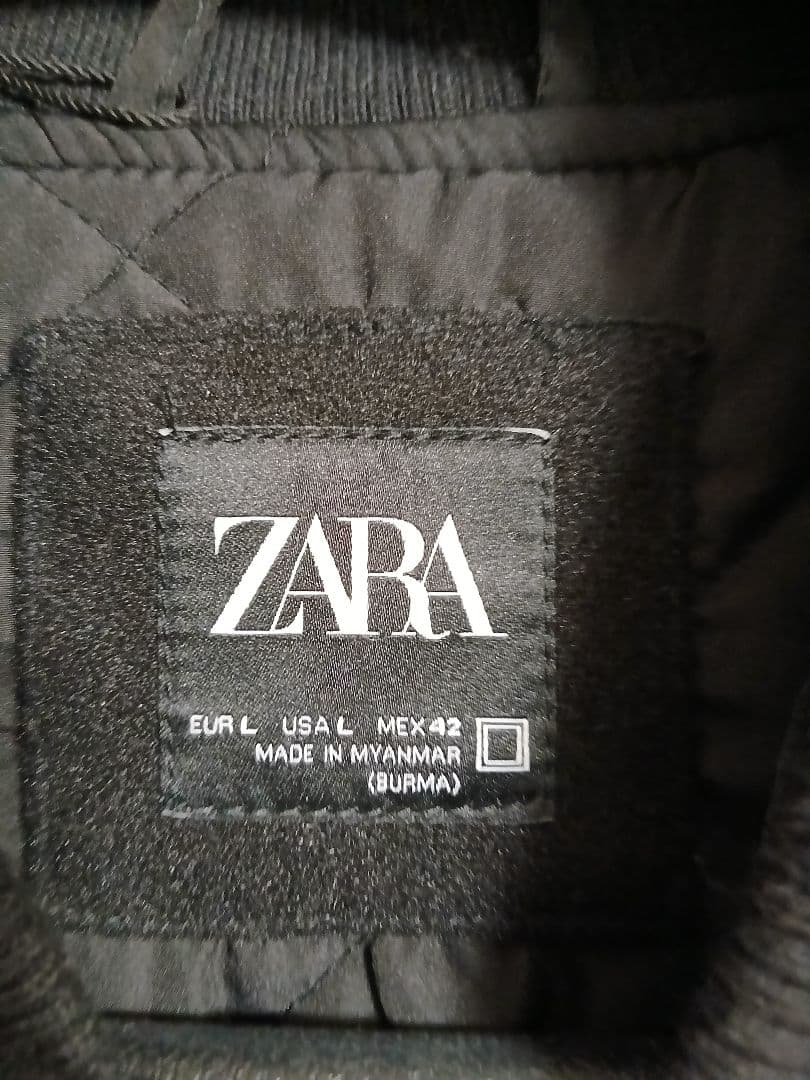 ZARA
EUR L USA L MEX 42
MADE IN MYANMAR
(BURMA)